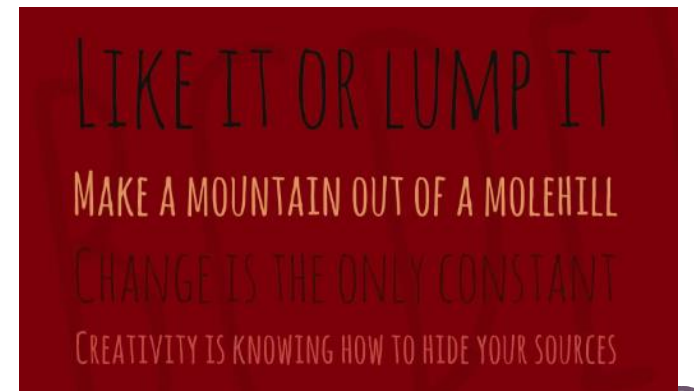 Like it or lump it
Make a mountain out of a molehill
Change is the only constant
Creativity is knowing how to hide your sources